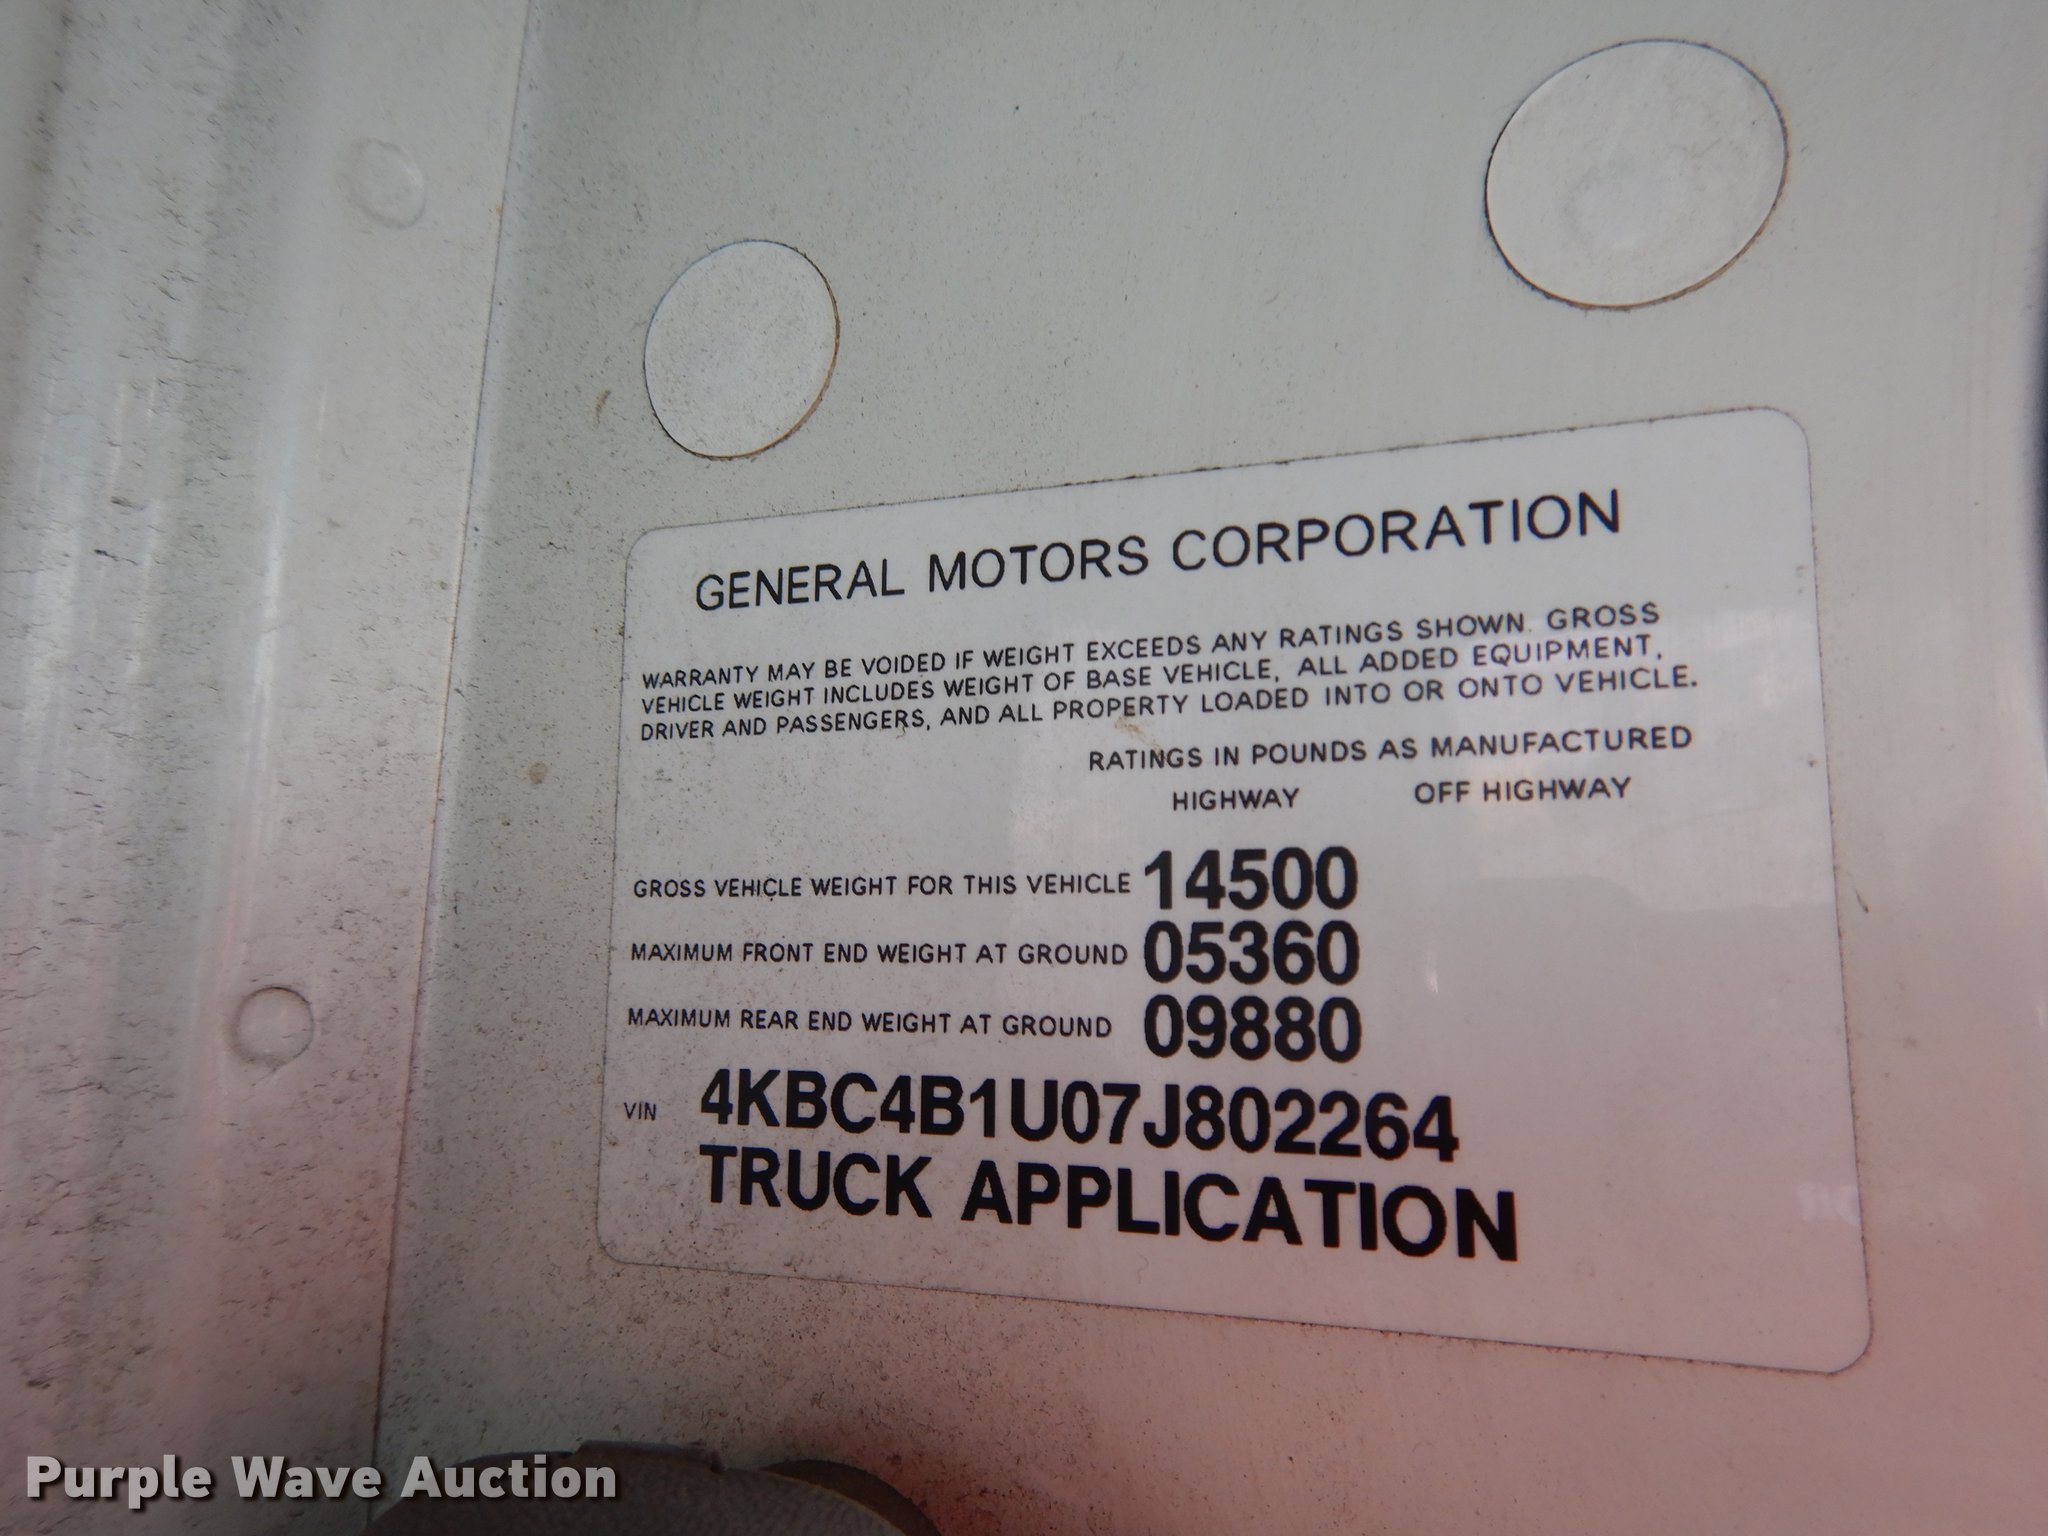 GENERAL MOTORS CORPORATION
WARRANTY MAY BE VOIDED IF WEIGHT EXCEEDS ANY RATINGS SHOWN. GROSS
VEHICLE WEIGHT INCLUDES WEIGHT OF BASE VEHICLE, ALL ADDED EQUIPMENT,
DRIVER AND PASSENGERS, AND ALL PROPERTY LOADED INTO OR ONTO VEHICLE.
RATINGS IN POUNDS AS MANUFACTURED
HIGHWAY OFF HIGHWAY
GROSS VEHICLE WEIGHT FOR THIS VEHICLE 14500
MAXIMUM FRONT END WEIGHT AT GROUND 05360
MAXIMUM REAR END WEIGHT AT GROUND 09880
VIN 4KBC4B1U07J802264
TRUCK APPLICATION
Purple Wave Auction